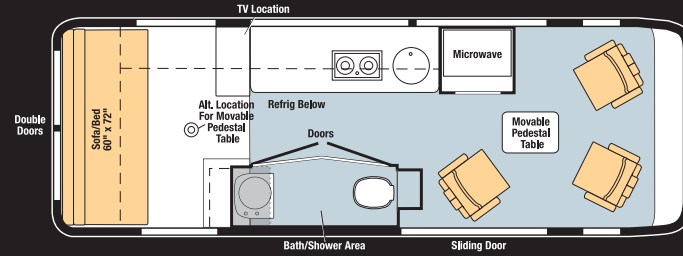 TV Location
Microwave
Double
Doors
Sofa/Bed
60" x 72"
Alt. Location
For Movable
Pedestal
Table
Refrig Below
Doors
Movable
Pedestal
Table
Bath/Shower Area
Sliding Door